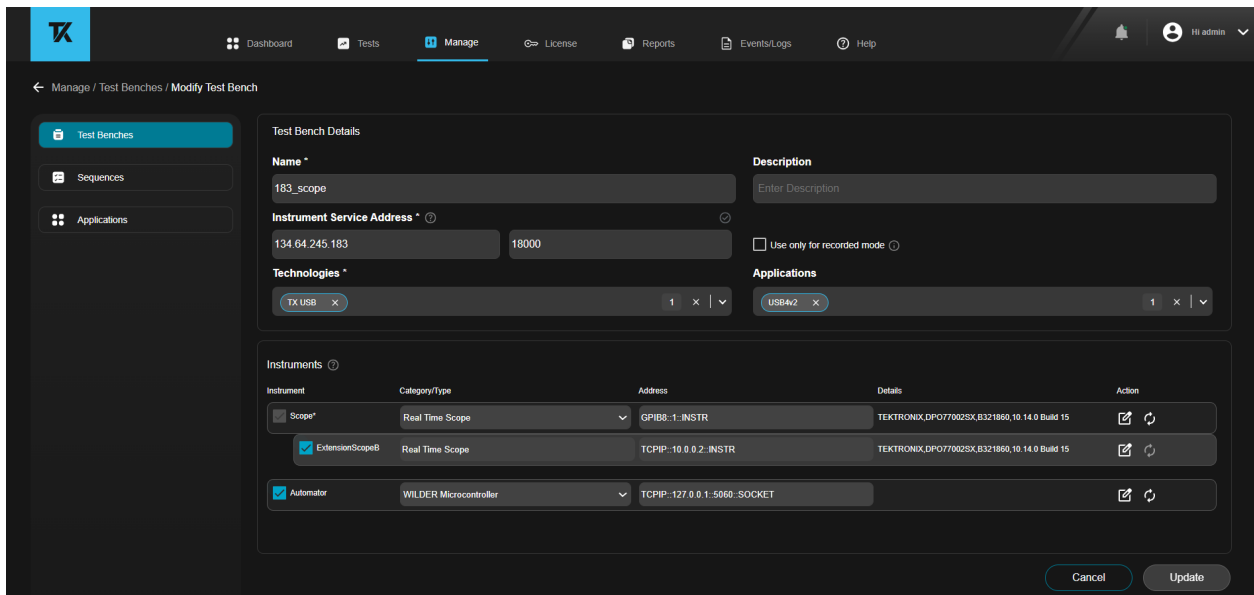 TK
Dashboard Tests Manage License Reports Events/Logs Help Hi admin
Manage / Test Benches / Modify Test Bench
Test Benches
Sequences
Applications
Test Bench Details
Name * Description
183_scope Enter Description
Instrument Service Address *
134.64.245.183 18000 Use only for recorded mode
Technologies * Applications
TX USB 1 USB4v2 1
Instruments
Instrument Category/Type Address Details Action
Scope* Real Time Scope GPIB8::1::INSTR TEKTRONIX,DPO77002SX,B321860,10.14.0 Build 15
ExtensionScopeB Real Time Scope TCPIP::10.0.0.2::INSTR TEKTRONIX,DPO77002SX,B321860,10.14.0 Build 15
Automator WILDER Microcontroller TCPIP::127.0.0.1::5060::SOCKET
Cancel Update